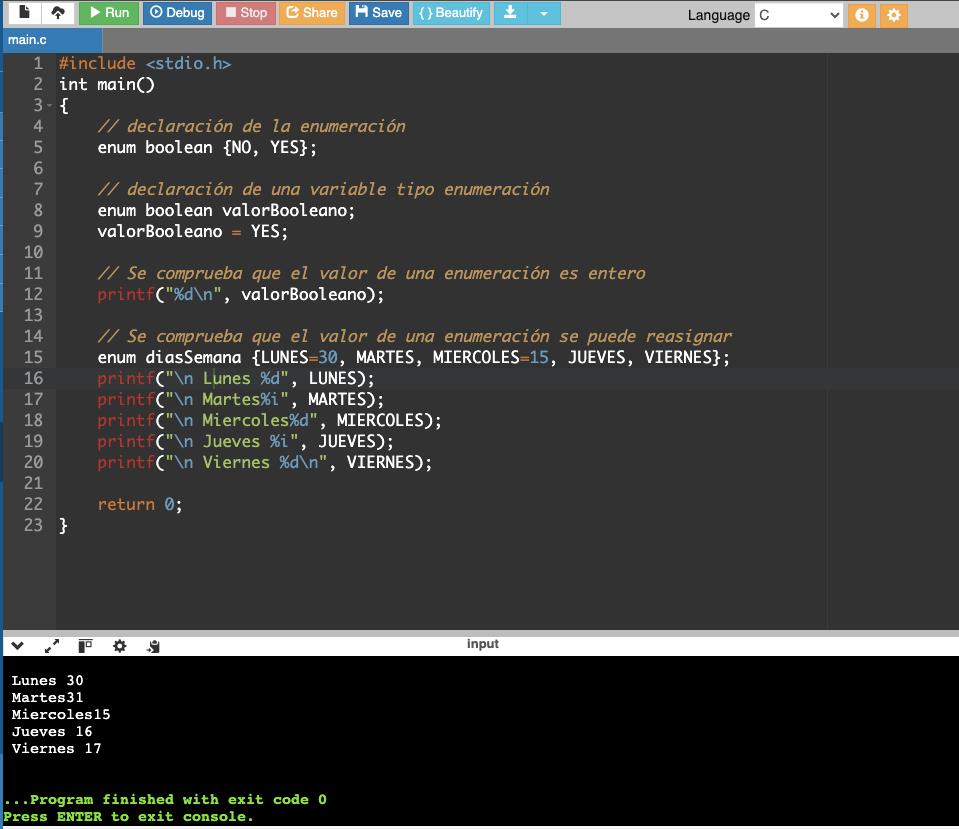 Run Debug Stop Share Save { } Beautify Language C
main.c
1 #include <stdio.h>
2 int main()
3 {
4     // declaración de la enumeración
5     enum boolean {NO, YES};
6
7     // declaración de una variable tipo enumeración
8     enum boolean valorBooleano;
9     valorBooleano = YES;
10
11     // Se comprueba que el valor de una enumeración es entero
12     printf("%d\n", valorBooleano);
13
14     // Se comprueba que el valor de una enumeración se puede reasignar
15     enum diasSemana {LUNES=30, MARTES, MIERCOLES=15, JUEVES, VIERNES};
16     printf("\n Lunes %d", LUNES);
17     printf("\n Martes%i", MARTES);
18     printf("\n Miercoles%d", MIERCOLES);
19     printf("\n Jueves %i", JUEVES);
20     printf("\n Viernes %d\n", VIERNES);
21
22     return 0;
23 }
input
Lunes 30
Martes31
Miercoles15
Jueves 16
Viernes 17
...Program finished with exit code 0
Press ENTER to exit console.